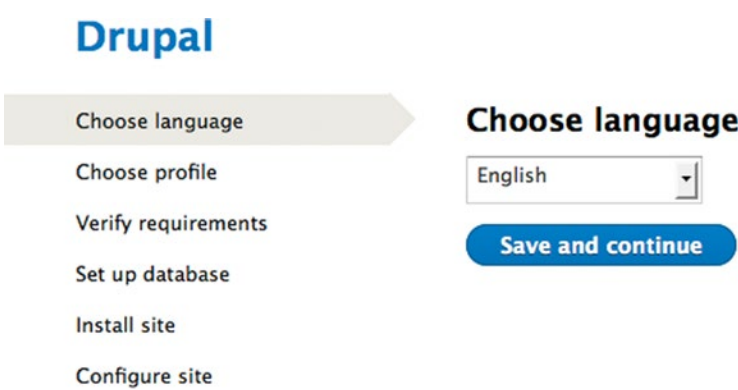 Drupal
Choose language
Choose profile
Verify requirements
Set up database
Install site
Configure site
Choose language
English
Save and continue